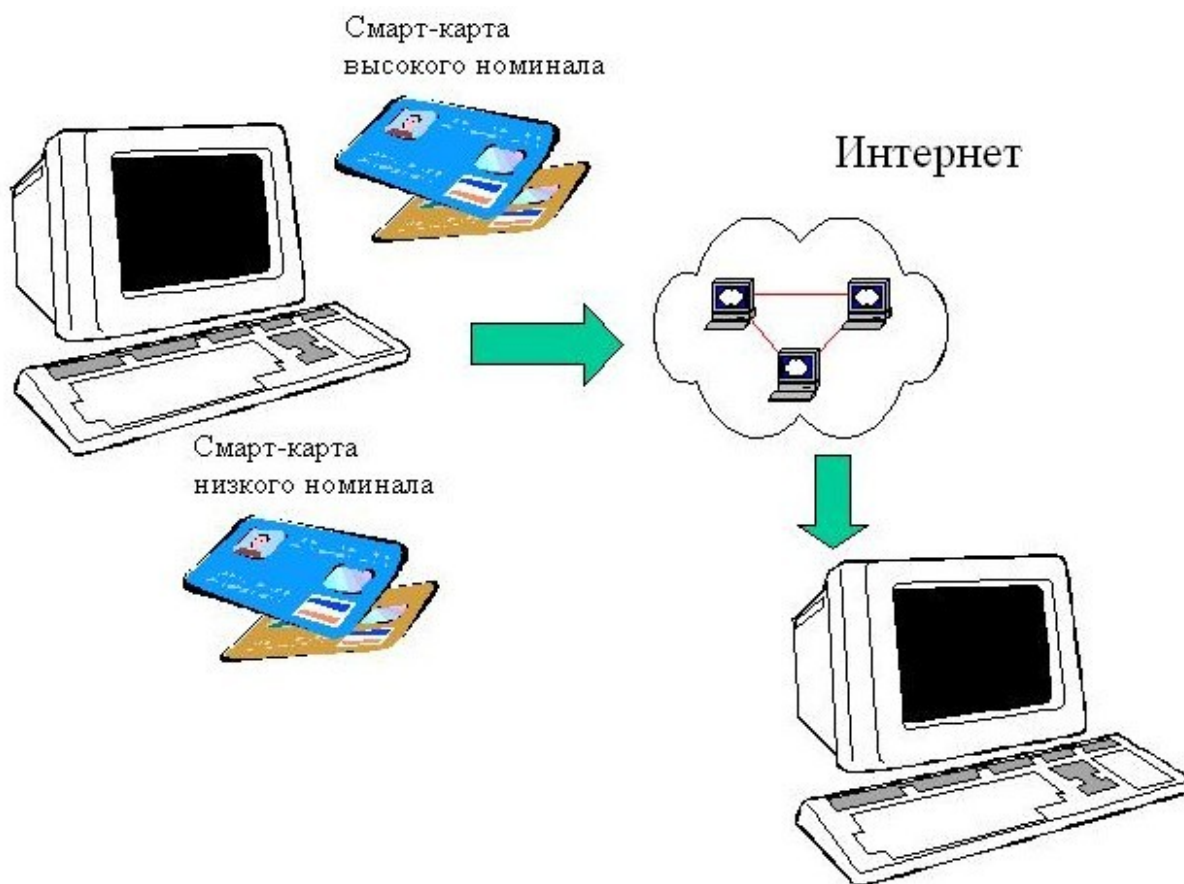 Смарт-карта
высокого номинала
Интернет
Смарт-карта
низкого номинала